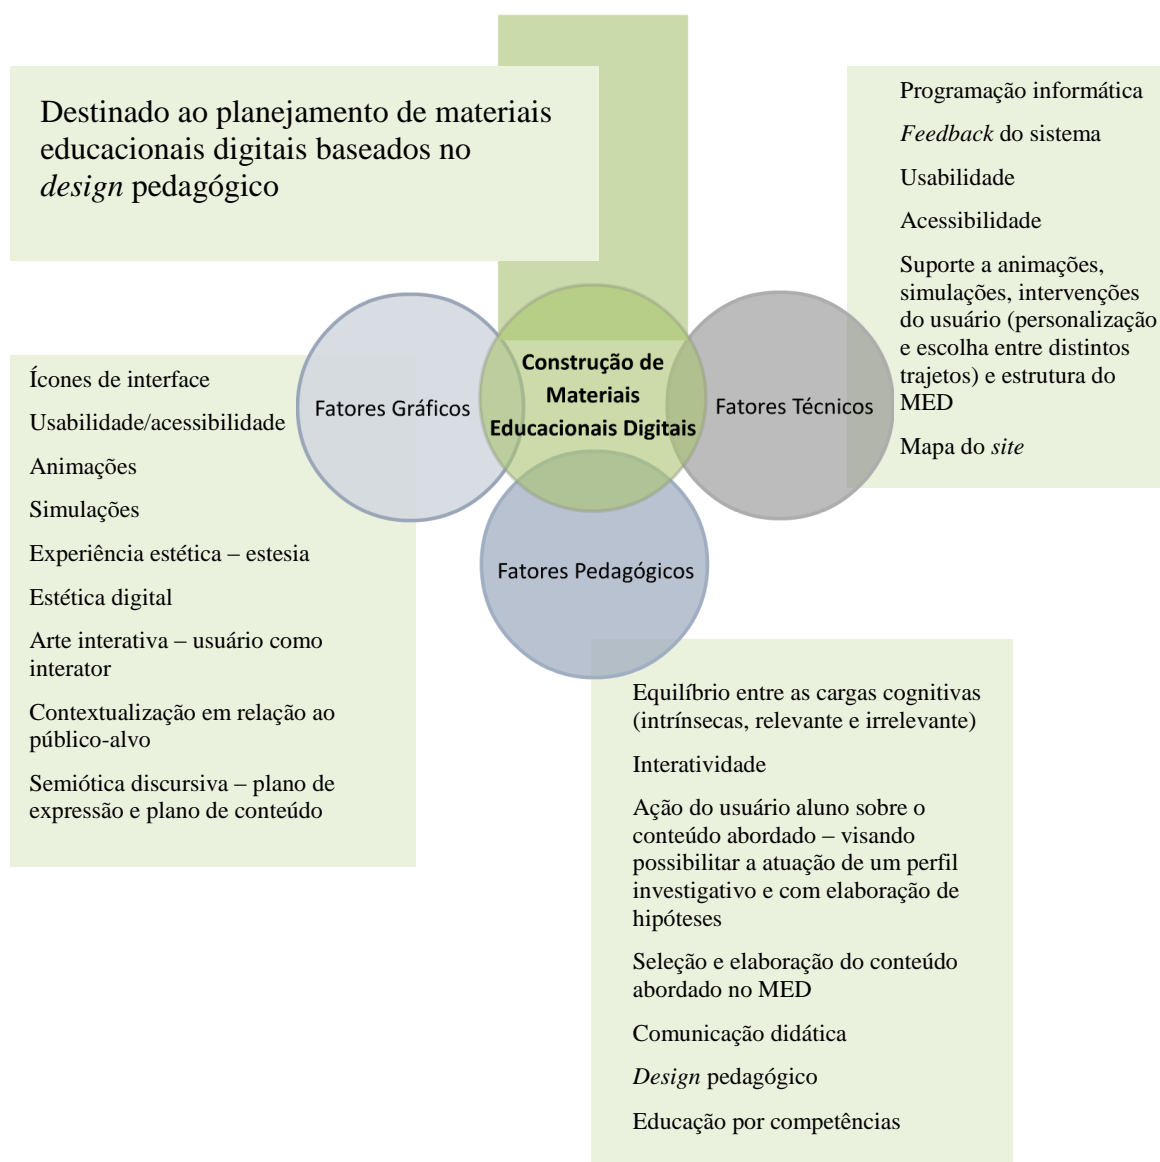 Destinado ao planejamento de materiais
educacionais digitais baseados no
design pedagógico
Programação informática
Feedback do sistema
Usabilidade
Acessibilidade
Suporte a animações,
simulações, intervenções
do usuário (personalização
e escolha entre distintos
trajetos) e estrutura do
MED
Mapa do site
Construção de
Materiais
Educacionais Digitais
Fatores Gráficos
Fatores Técnicos
Fatores Pedagógicos
Ícones de interface
Usabilidade/acessibilidade
Animações
Simulações
Experiência estética – estesia
Estética digital
Arte interativa – usuário como
interator
Contextualização em relação ao
público-alvo
Semiótica discursiva – plano de
expressão e plano de conteúdo
Equilíbrio entre as cargas cognitivas
(intrínsecas, relevante e irrelevante)
Interatividade
Ação do usuário aluno sobre o
conteúdo abordado – visando
possibilitar a atuação de um perfil
investigativo e com elaboração de
hipóteses
Seleção e elaboração do conteúdo
abordado no MED
Comunicação didática
Design pedagógico
Educação por competências